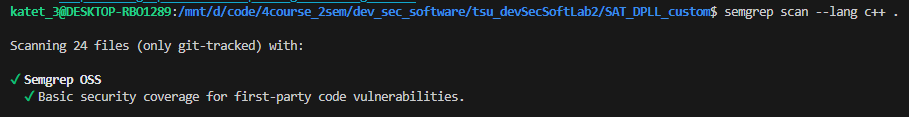 katet_3@DESKTOP-RBO1289:/mnt/d/code/4course_2sem/dev_sec_software/tsu_devSecSoftLab2/SAT_DPLL_custom$ semgrep scan --lang c++ .
Scanning 24 files (only git-tracked) with:
✓ Semgrep OSS
✓ Basic security coverage for first-party code vulnerabilities.